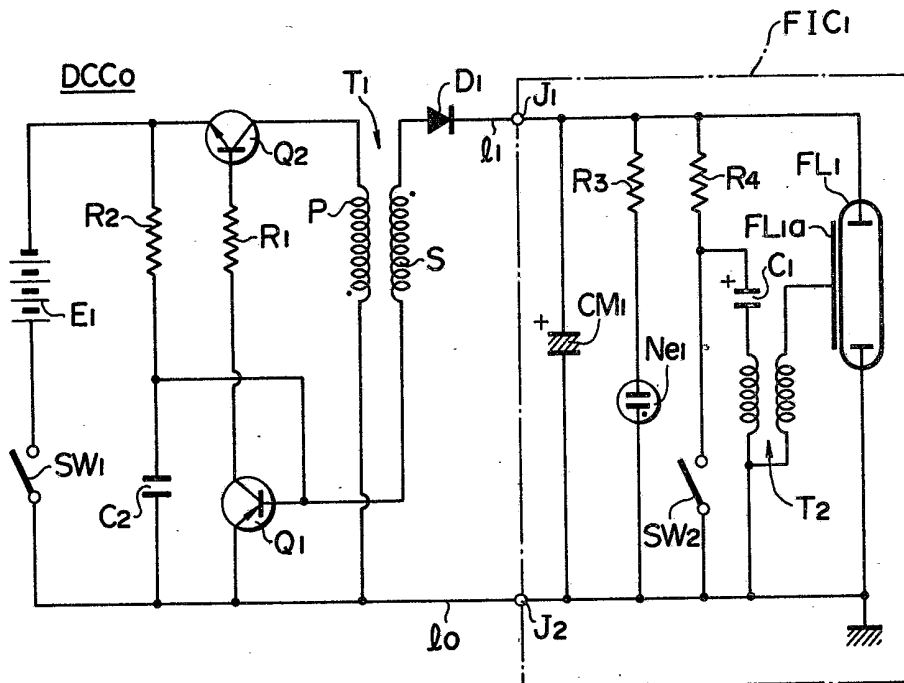 FIC1
DCCo
T1
D1
J1
l1
Q2
R2
R1
P
S
R3
R4
FL1
FL1a
+
C1
E1
+
CM1
Ne1
SW1
C2
Q1
SW2
T2
lo
J2